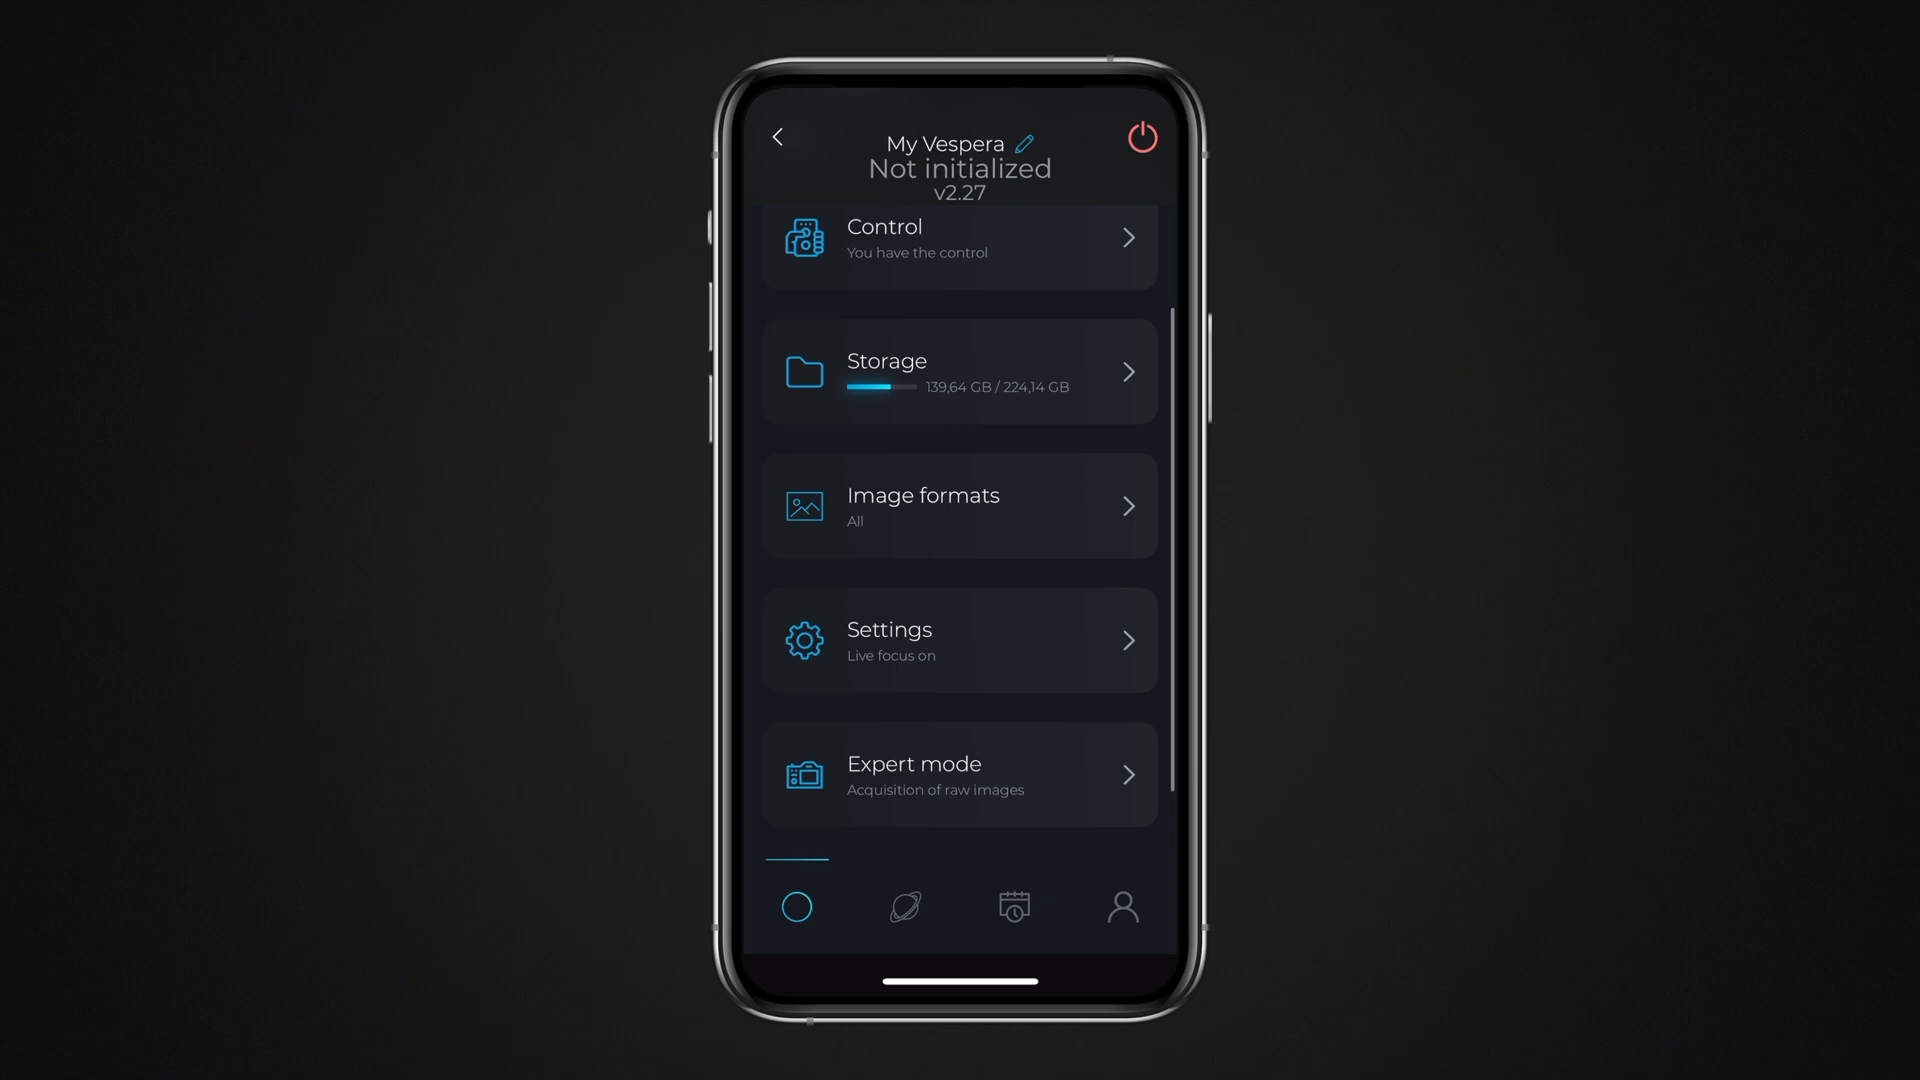 My Vespera
Not initialized
v2.27
Control
You have the control
Storage
139,64 GB / 224,14 GB
Image formats
All
Settings
Live focus on
Expert mode
Acquisition of raw images